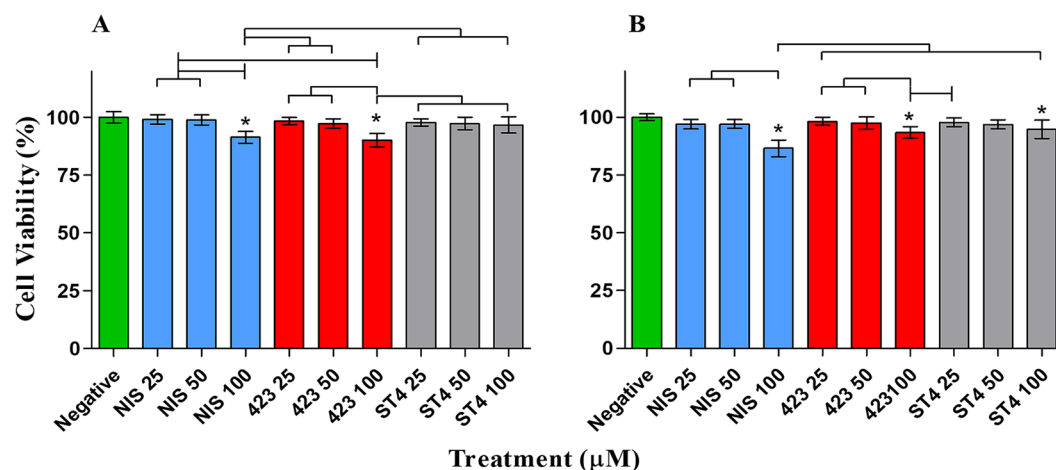 A
B
Cell Viability (%)
100
75
50
25
0
* * *
Negative
NIS 25
NIS 50
NIS 100
423 25
423 50
423 100
ST4 25
ST4 50
ST4 100
100
75
50
25
0
* * *
Negative
NIS 25
NIS 50
NIS 100
423 25
423 50
423100
ST4 25
ST4 50
ST4 100
Treatment (μM)